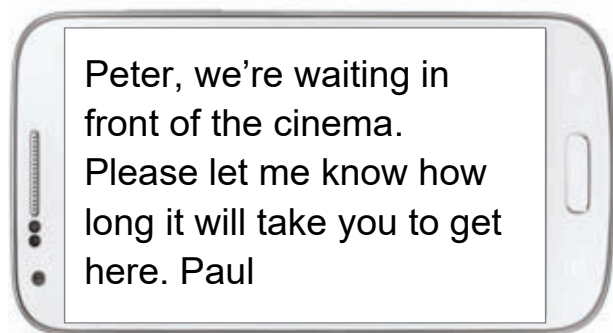 Peter, we’re waiting in
front of the cinema.
Please let me know how
long it will take you to get
here. Paul